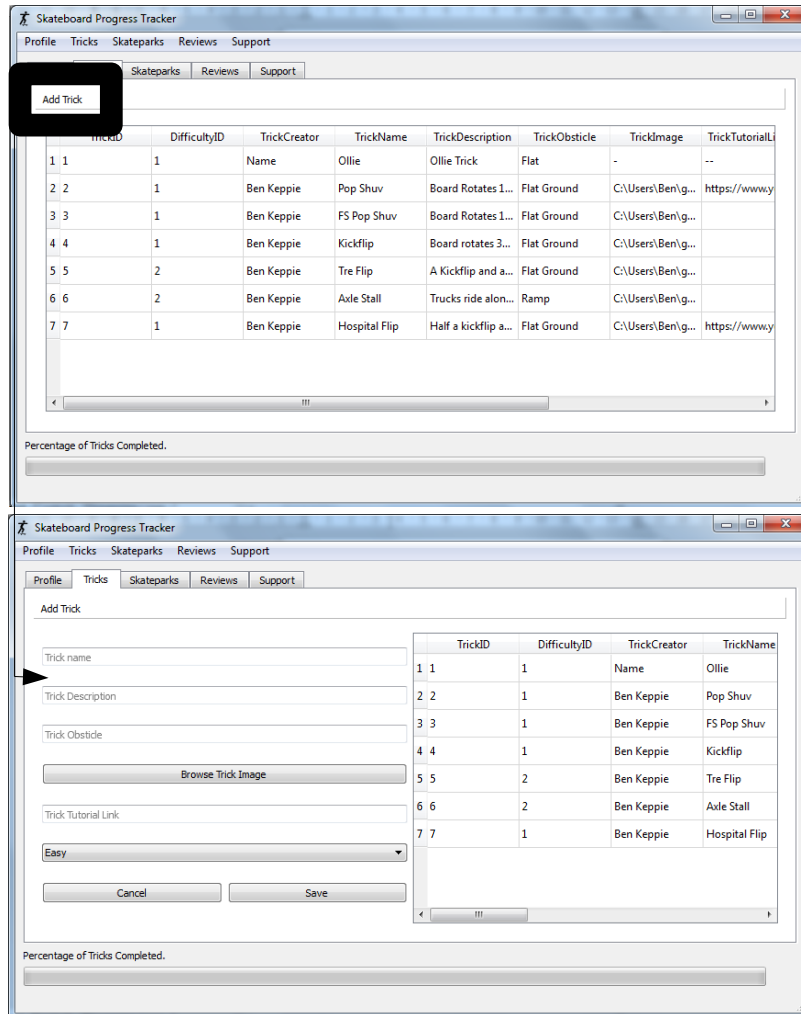 Skateboard Progress Tracker
Profile Tricks Skateparks Reviews Support
Skateparks Reviews Support
Add Trick
TrickID DifficultyID TrickCreator TrickName TrickDescription TrickObsticle TrickImage TrickTutorialLi
1 1 1 Name Ollie Ollie Trick Flat - --
2 2 1 Ben Keppie Pop Shuv Board Rotates 1... Flat Ground C:\Users\Ben\g... https://www.y
3 3 1 Ben Keppie FS Pop Shuv Board Rotates 1... Flat Ground C:\Users\Ben\g...
4 4 1 Ben Keppie Kickflip Board rotates 3... Flat Ground C:\Users\Ben\g...
5 5 2 Ben Keppie Tre Flip A Kickflip and a... Flat Ground C:\Users\Ben\g...
6 6 2 Ben Keppie Axle Stall Trucks ride alon... Ramp C:\Users\Ben\g...
7 7 1 Ben Keppie Hospital Flip Half a kickflip a... Flat Ground C:\Users\Ben\g... https://www.y
Percentage of Tricks Completed.
Skateboard Progress Tracker
Profile Tricks Skateparks Reviews Support
Profile Tricks Skateparks Reviews Support
Add Trick
TrickID DifficultyID TrickCreator TrickName
Trick name
1 1 1 Name Ollie
Trick Description
2 2 1 Ben Keppie Pop Shuv
3 3 1 Ben Keppie FS Pop Shuv
Trick Obsticle
4 4 1 Ben Keppie Kickflip
Browse Trick Image
5 5 2 Ben Keppie Tre Flip
6 6 2 Ben Keppie Axle Stall
Trick Tutorial Link
7 7 1 Ben Keppie Hospital Flip
Easy
Cancel Save
Percentage of Tricks Completed.